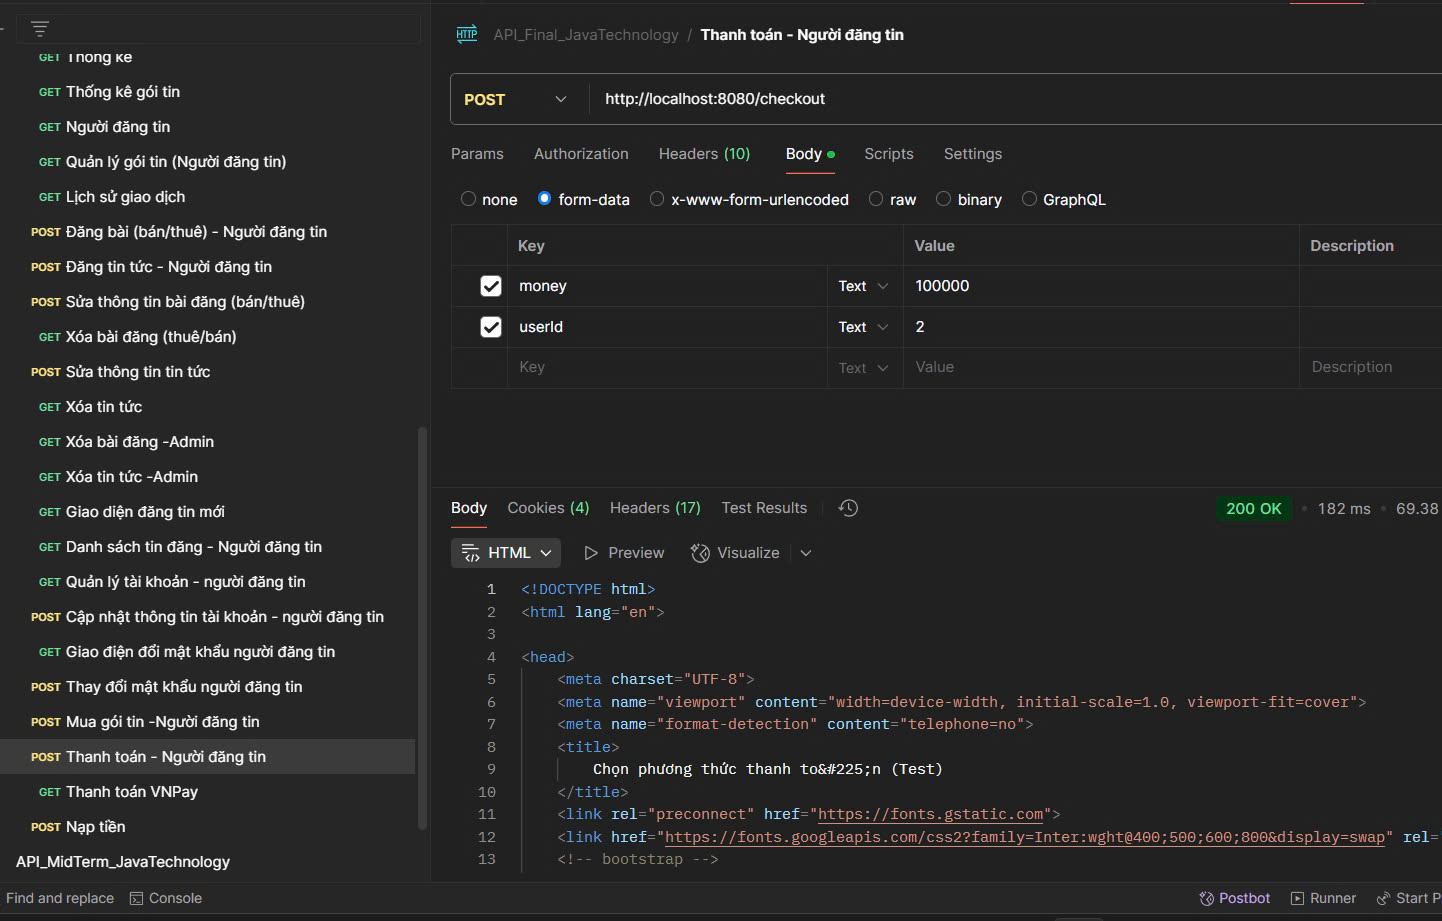 GET Thống kê
GET Thống kê gói tin
GET Người đăng tin
GET Quản lý gói tin (Người đăng tin)
GET Lịch sử giao dịch
POST Đăng bài (bán/thuê) - Người đăng tin
POST Đăng tin tức - Người đăng tin
POST Sửa thông tin bài đăng (bán/thuê)
GET Xóa bài đăng (thuê/bán)
POST Sửa thông tin tin tức
GET Xóa tin tức
GET Xóa bài đăng -Admin
GET Xóa tin tức -Admin
GET Giao diện đăng tin mới
GET Danh sách tin đăng - Người đăng tin
GET Quản lý tài khoản - người đăng tin
POST Cập nhật thông tin tài khoản - người đăng tin
GET Giao điện đổi mật khẩu người đăng tin
POST Thay đổi mật khẩu người đăng tin
POST Mua gói tin -Người đăng tin
POST Thanh toán - Người đăng tin
GET Thanh toán VNPay
POST Nạp tiền
API_MidTerm_JavaTechnology
HTTP API_Final_JavaTechnology / Thanh toán - Người đăng tin
POST http://localhost:8080/checkout
Params Authorization Headers (10) Body Scripts Settings
none form-data x-www-form-urlencoded raw binary GraphQL
Key Value Description
money Text 100000
userId Text 2
Key Text Value Description
Body Cookies (4) Headers (17) Test Results 200 OK • 182 ms • 69.38
HTML Preview Visualize
1 <!DOCTYPE html>
2 <html lang="en">
3
4 <head>
5 <meta charset="UTF-8">
6 <meta name="viewport" content="width=device-width, initial-scale=1.0, viewport-fit=cover">
7 <meta name="format-detection" content="telephone=no">
8 <title>
9 Chọn phương thức thanh to&#225;n (Test)
10 </title>
11 <link rel="preconnect" href="https://fonts.gstatic.com">
12 <link href="https://fonts.googleapis.com/css2?family=Inter:wght@400;500;600;800&display=swap" rel="
13 <!-- bootstrap -->
Find and replace Console Postbot Runner Start P